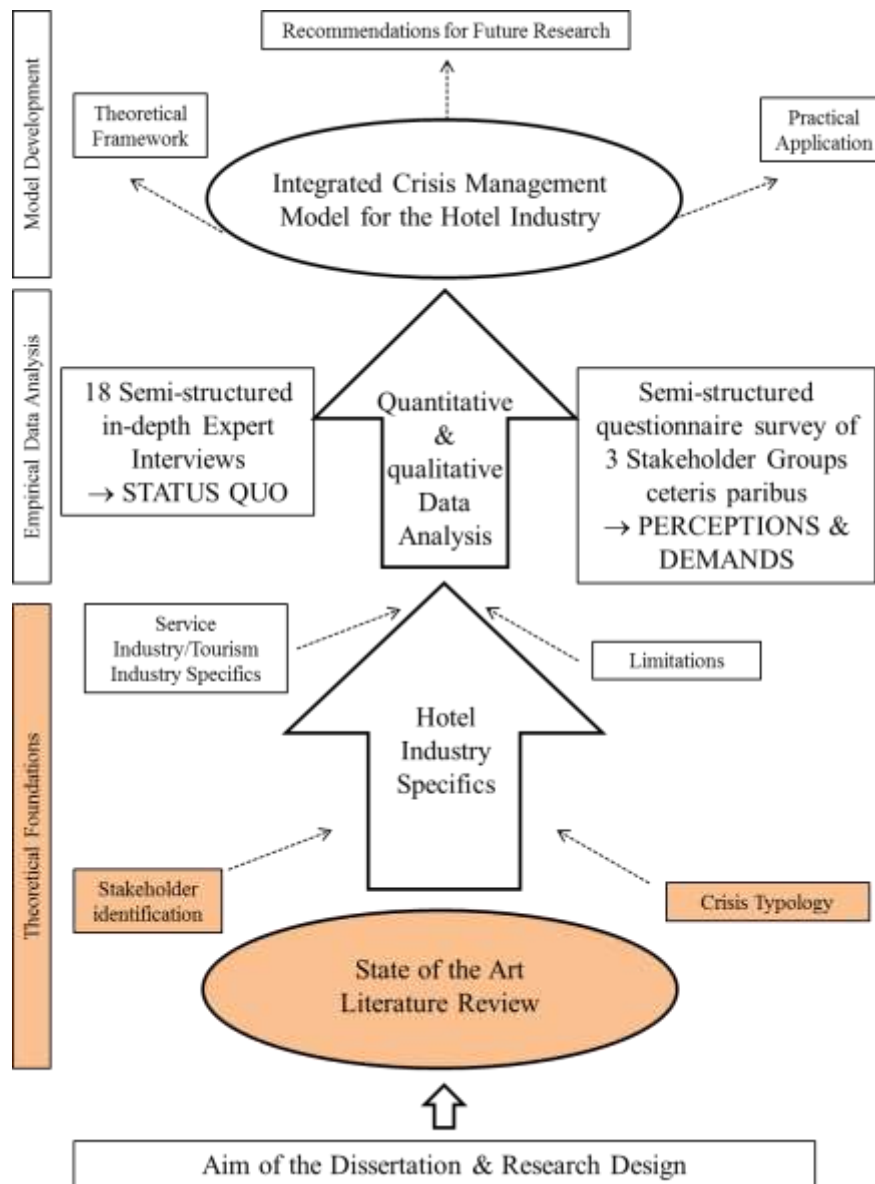 Recommendations for Future Research
Model Development
Theoretical
Framework
Practical
Application
Integrated Crisis Management
Model for the Hotel Industry
Empirical Data Analysis
18 Semi-structured
in-depth Expert
Interviews
→ STATUS QUO
Quantitative
&
qualitative
Data
Analysis
Semi-structured
questionnaire survey of
3 Stakeholder Groups
ceteris paribus
→ PERCEPTIONS &
DEMANDS
Theoretical Foundations
Service
Industry/Tourism
Industry Specifics
Limitations
Hotel
Industry
Specifics
Stakeholder
identification
Crisis Typology
State of the Art
Literature Review
Aim of the Dissertation & Research Design